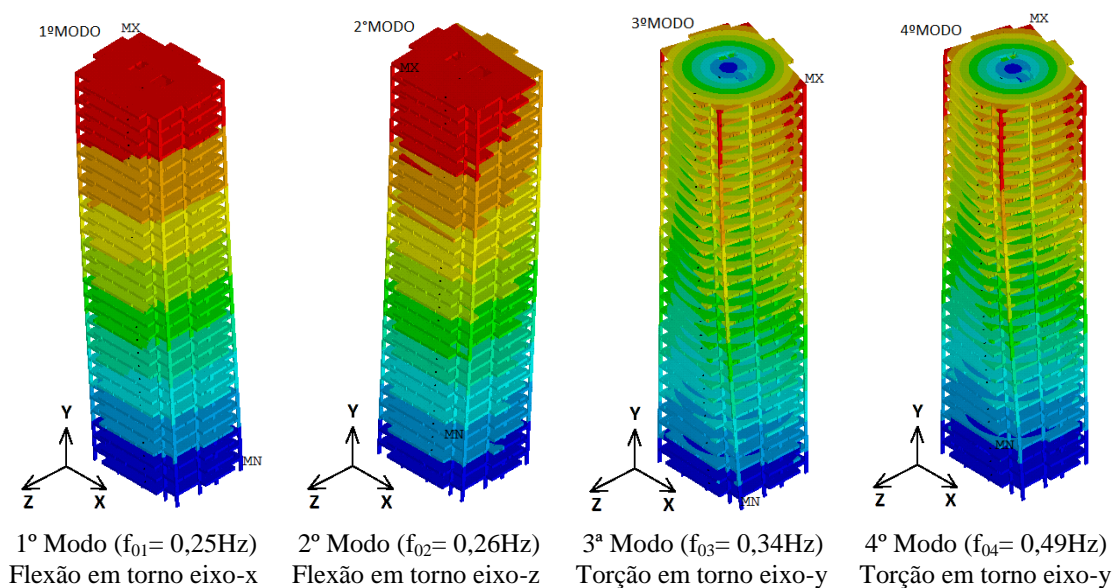 1ºMODO
MX
2°MODO
MX
3ºMODO
MX
4ºMODO
MX
Y
Z
X
MN
Y
Z
X
MN
Y
Z
X
MN
Y
Z
X
MN
1º Modo (f01= 0,25Hz)
Flexão em torno eixo-x
2º Modo (f02= 0,26Hz)
Flexão em torno eixo-z
3ª Modo (f03= 0,34Hz)
Torção em torno eixo-y
4º Modo (f04= 0,49Hz)
Torção em torno eixo-y